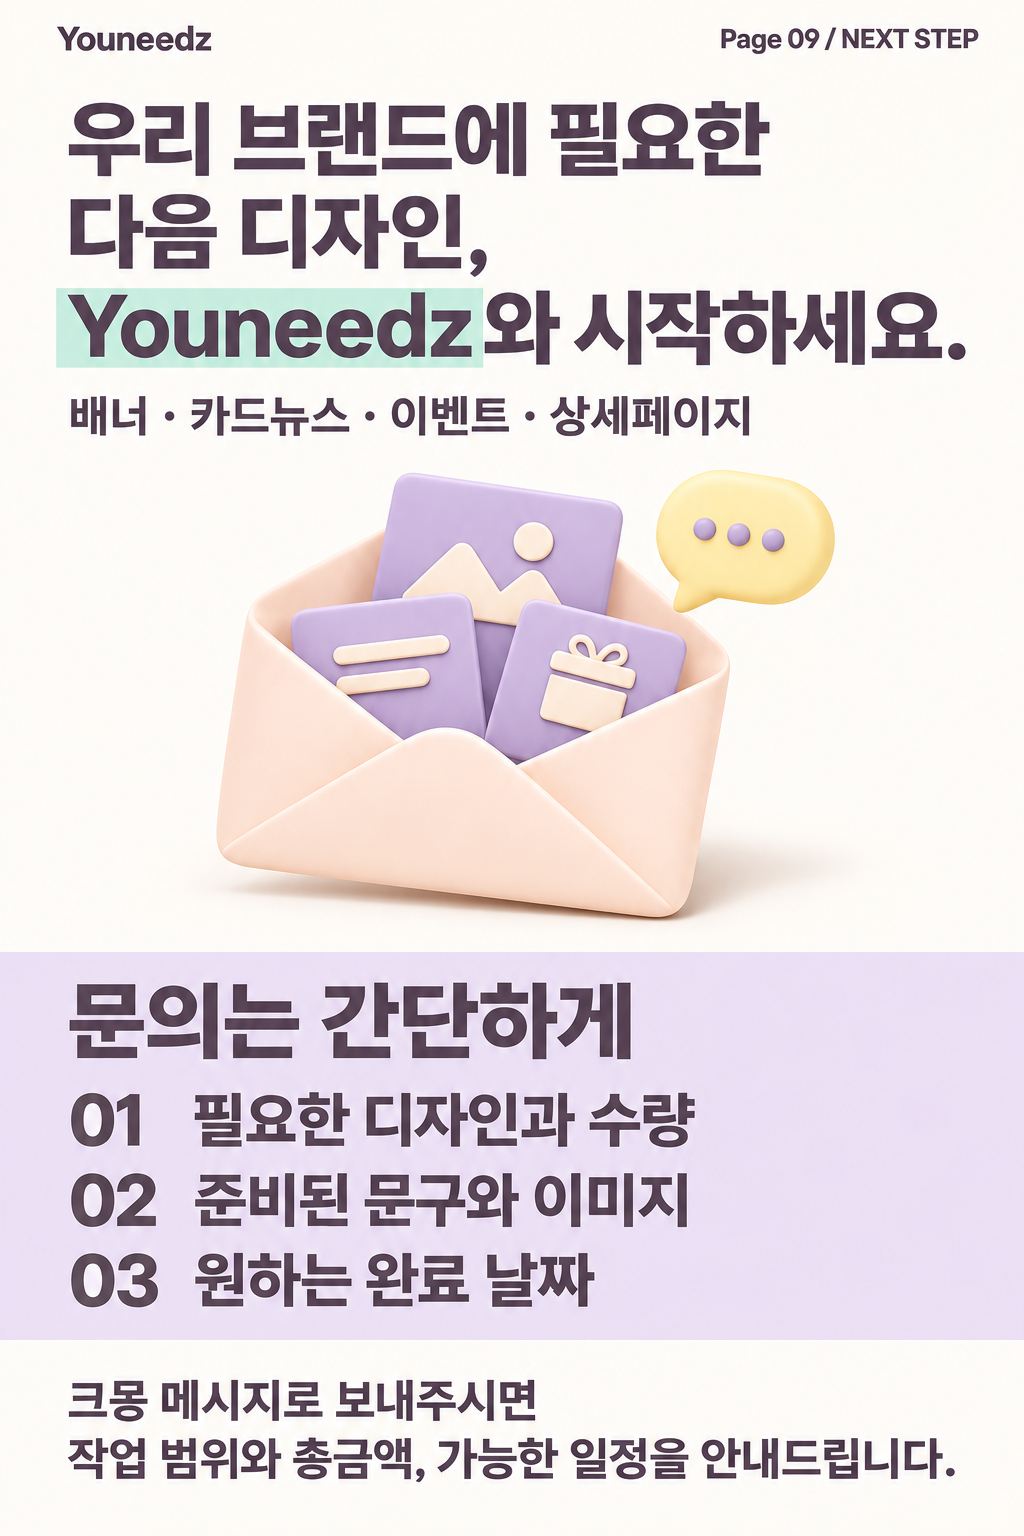 Youneedz
Page 09 / NEXT STEP
우리 브랜드에 필요한
다음 디자인,
Youneedz와 시작하세요.
배너 · 카드뉴스 · 이벤트 · 상세페이지
문의는 간단하게
01 필요한 디자인과 수량
02 준비된 문구와 이미지
03 원하는 완료 날짜
크몽 메시지로 보내주시면
작업 범위와 총금액, 가능한 일정을 안내드립니다.